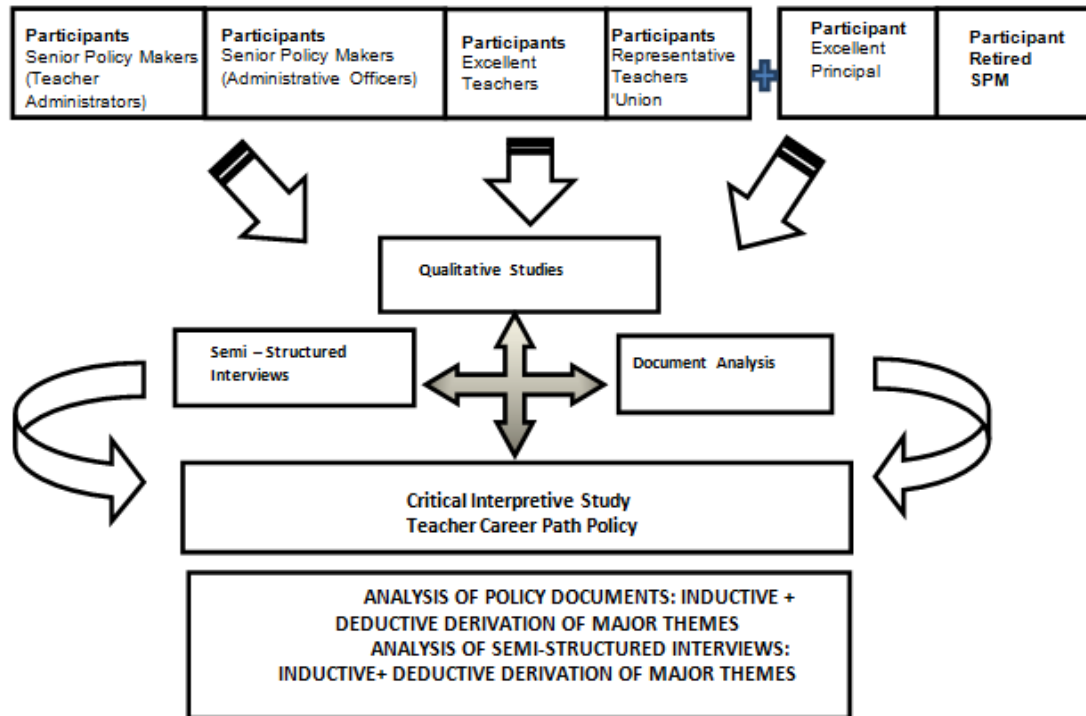 Participants
Senior Policy Makers
(Teacher
Administrators)
Participants
Senior Policy Makers
(Administrative Officers)
Participants
Excellent
Teachers
Participants
Representative
Teachers
'Union
Participant
Excellent
Principal
Participant
Retired
SPM
Qualitative Studies
Semi – Structured
Interviews
Document Analysis
Critical Interpretive Study
Teacher Career Path Policy
ANALYSIS OF POLICY DOCUMENTS: INDUCTIVE +
DEDUCTIVE DERIVATION OF MAJOR THEMES
ANALYSIS OF SEMI-STRUCTURED INTERVIEWS:
INDUCTIVE+ DEDUCTIVE DERIVATION OF MAJOR THEMES